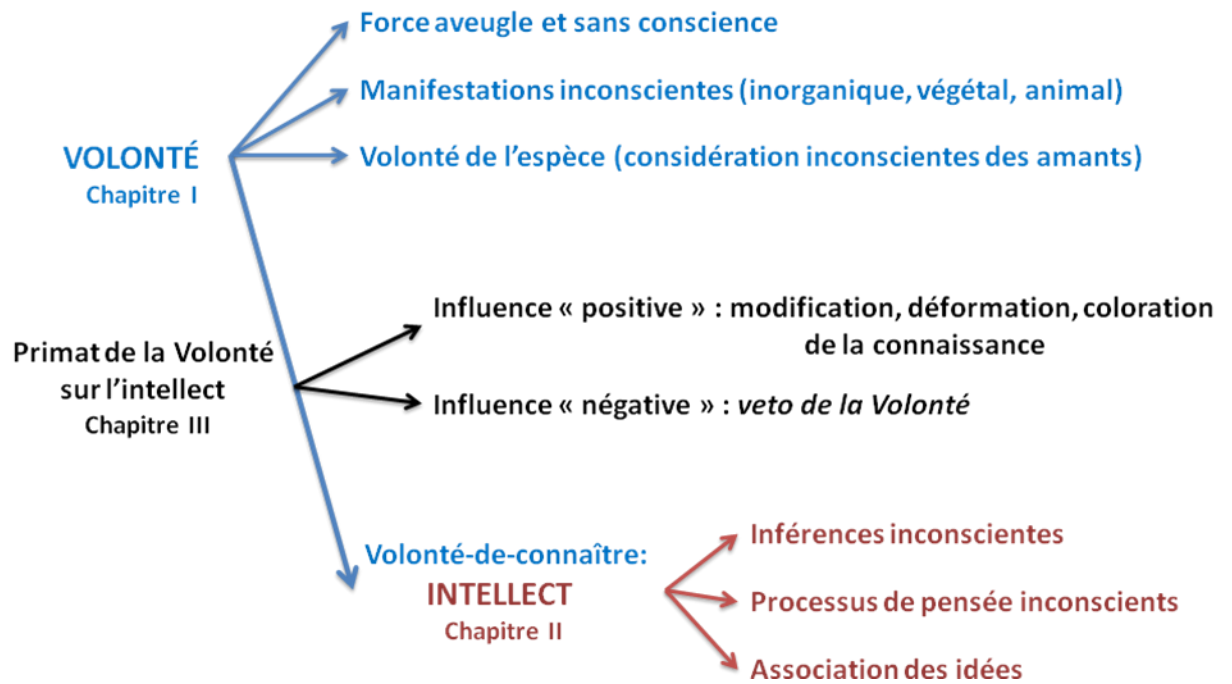 Force aveugle et sans conscience
Manifestations inconscientes (inorganique, végétal, animal)
VOLONTÉ
Chapitre I
Volonté de l’espèce (considération inconscientes des amants)
Influence « positive » : modification, déformation, coloration
de la connaissance
Primat de la Volonté
sur l’intellect
Chapitre III
Influence « négative » : veto de la Volonté
Volonté-de-connaître:
INTELLECT
Chapitre II
Inférences inconscientes
Processus de pensée inconscients
Association des idées